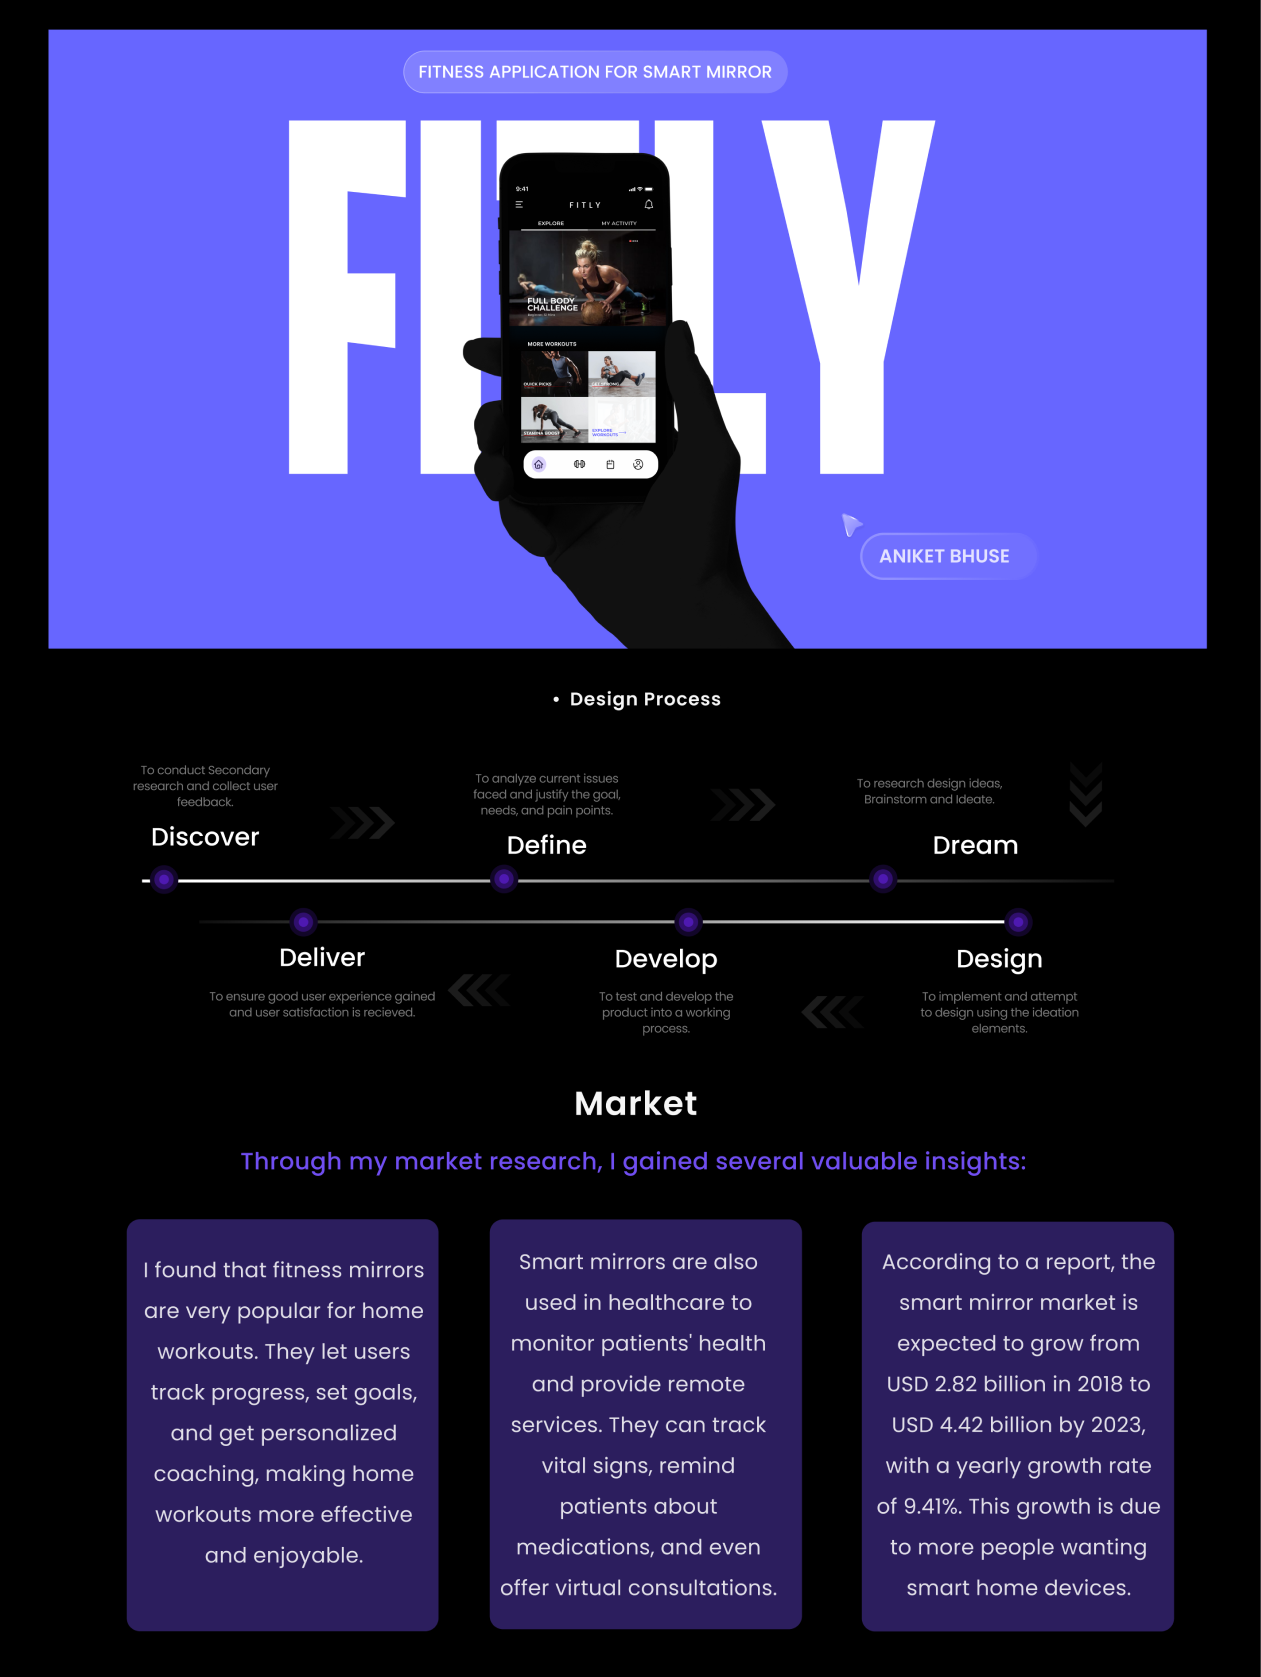 FITNESS APPLICATION FOR SMART MIRROR
FITLY
9:41
FITLY
EXPLORE MY ACTIVITY
FULL BODY
CHALLENGE
MORE WORKOUTS
QUICK PICKS
GET STRONG
STAMINA BOOST
EXPLORE
WORKOUTS
ANIKET BHUSE
• Design Process
To conduct Secondary
research and collect user
feedback.
Discover
To analyze current issues
faced and justify the goal,
needs, and pain points.
Define
To research design ideas,
Brainstorm and Ideate.
Dream
Deliver
To ensure good user experience gained
and user satisfaction is recieved.
Develop
To test and develop the
product into a working
process.
Design
To implement and attempt
to design using the ideation
elements.
Market
Through my market research, I gained several valuable insights:
I found that fitness mirrors
are very popular for home
workouts. They let users
track progress, set goals,
and get personalized
coaching, making home
workouts more effective
and enjoyable.
Smart mirrors are also
used in healthcare to
monitor patients' health
and provide remote
services. They can track
vital signs, remind
patients about
medications, and even
offer virtual consultations.
According to a report, the
smart mirror market is
expected to grow from
USD 2.82 billion in 2018 to
USD 4.42 billion by 2023,
with a yearly growth rate
of 9.41%. This growth is due
to more people wanting
smart home devices.